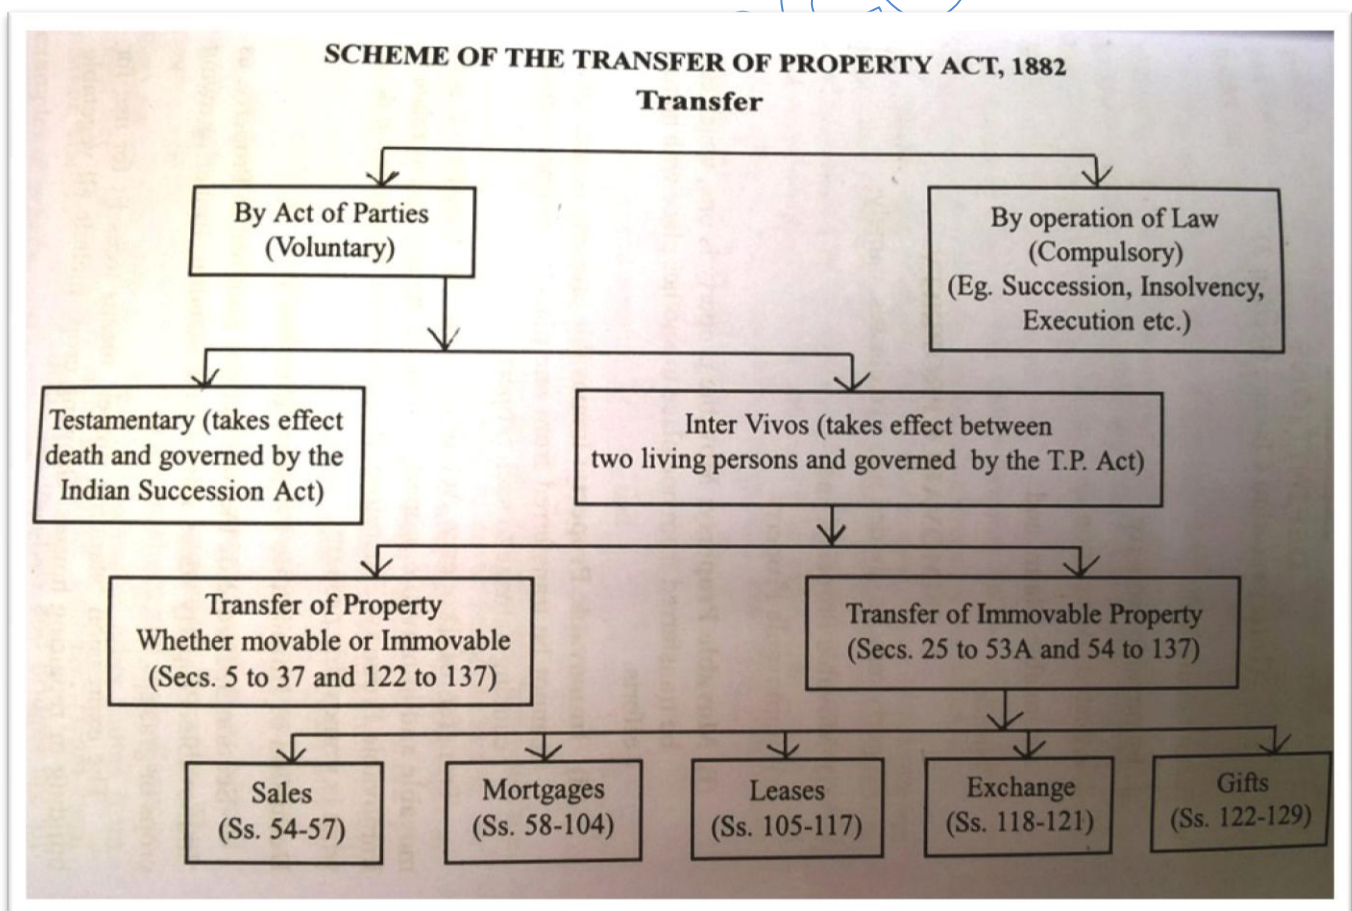 SCHEME OF THE TRANSFER OF PROPERTY ACT, 1882
Transfer
By Act of Parties
(Voluntary)
By operation of Law
(Compulsory)
(Eg. Succession, Insolvency,
Execution etc.)
Testamentary (takes effect
death and governed by the
Indian Succession Act)
Inter Vivos (takes effect between
two living persons and governed by the T.P. Act)
Transfer of Property
Whether movable or Immovable
(Secs. 5 to 37 and 122 to 137)
Transfer of Immovable Property
(Secs. 25 to 53A and 54 to 137)
Sales
(Ss. 54-57)
Mortgages
(Ss. 58-104)
Leases
(Ss. 105-117)
Exchange
(Ss. 118-121)
Gifts
(Ss. 122-129)